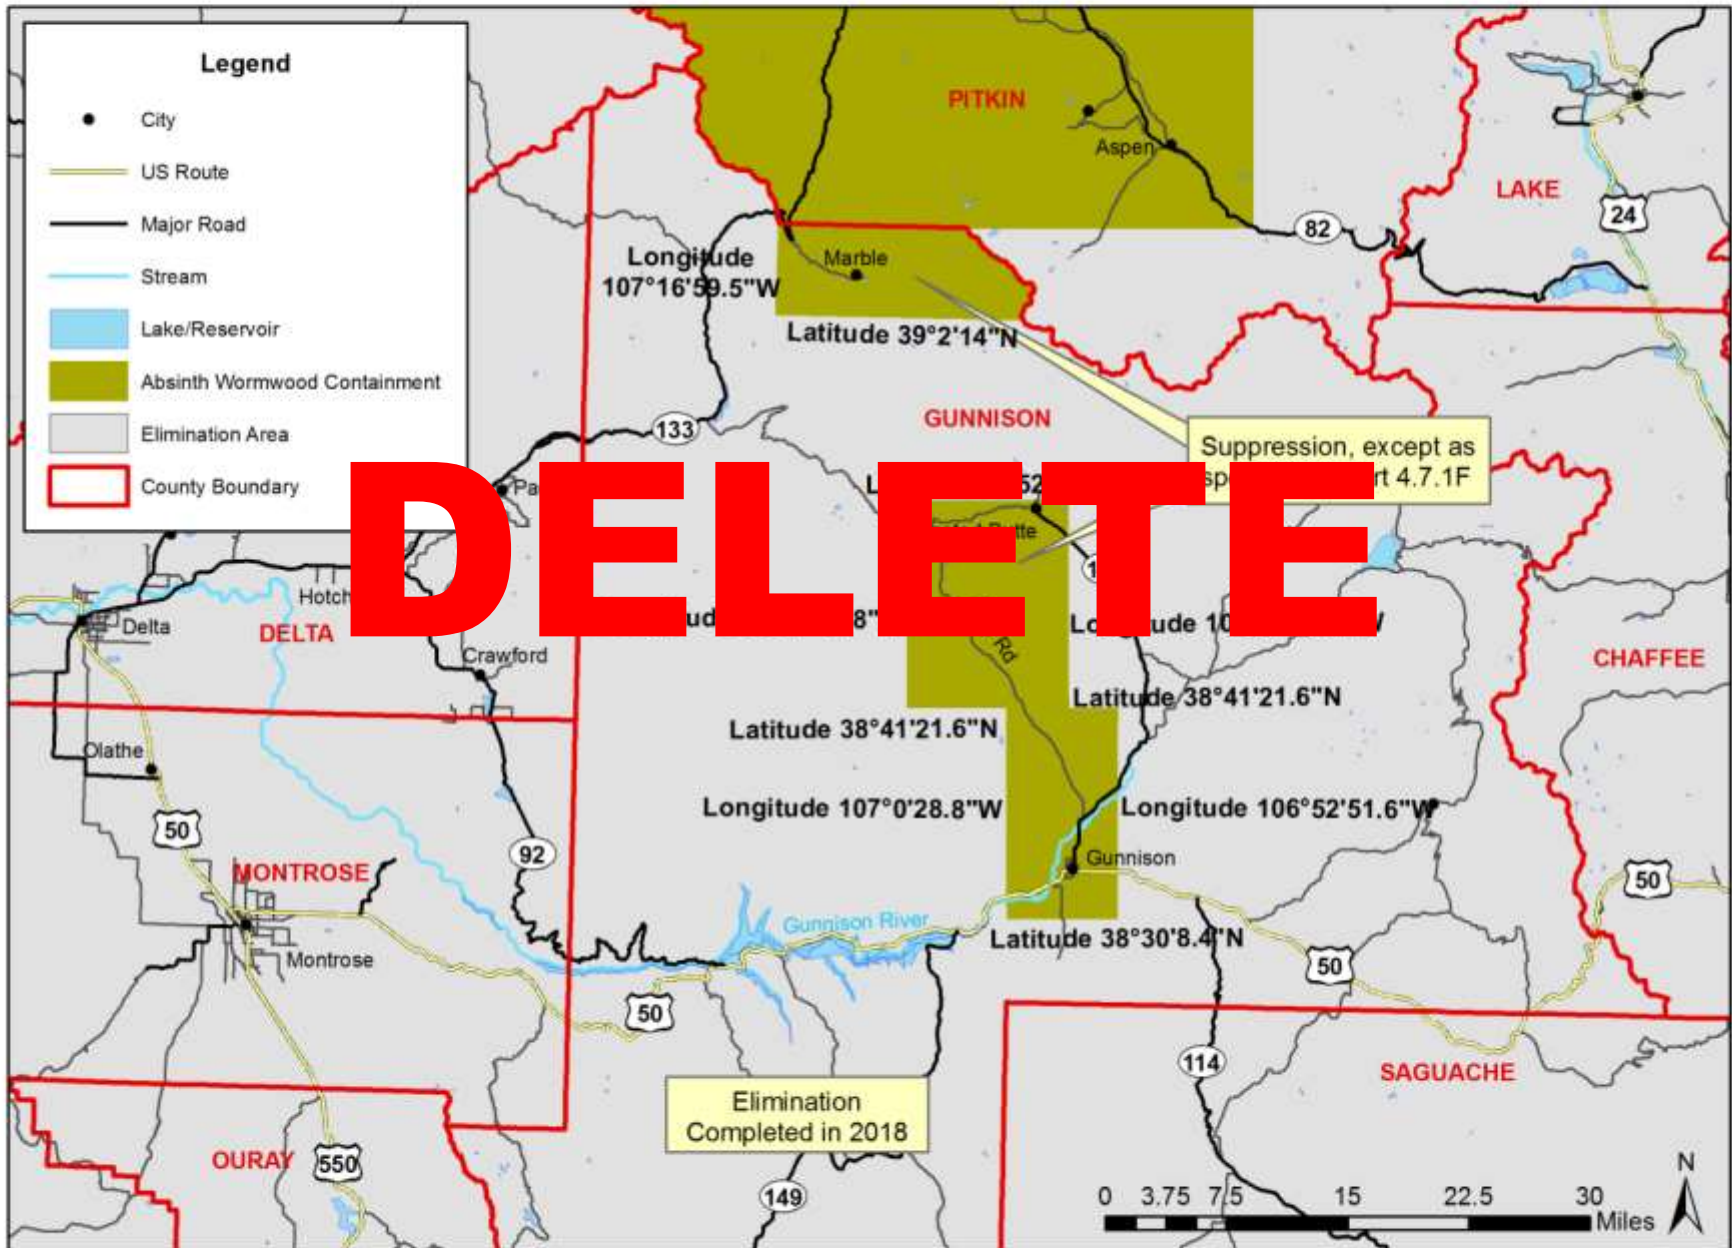 Legend
City
US Route
Major Road
Stream
Lake/Reservoir
Absinth Wormwood Containment
Elimination Area
County Boundary
PITKIN
Aspen
LAKE
24
82
Marble
Longitude
107°16'59.5"W
Latitude 39°2'14"N
GUNNISON
133
Suppression, except as
4.7.1F
DELETE
Delta
DELTA
Crawford
CHAFFEE
Rd
Latitude 38°41'21.6"N
Latitude 38°41'21.6"N
Olathe
Longitude 107°0'28.8"W
Longitude 106°52'51.6"W
50
92
MONTROSE
Gunnison
50
Gunnison River
Latitude 38°30'8.4"N
Montrose
50
50
114
SAGUACHE
Elimination
Completed in 2018
OURAY
550
149
N
0 3.75 7.5 15 22.5 30
Miles